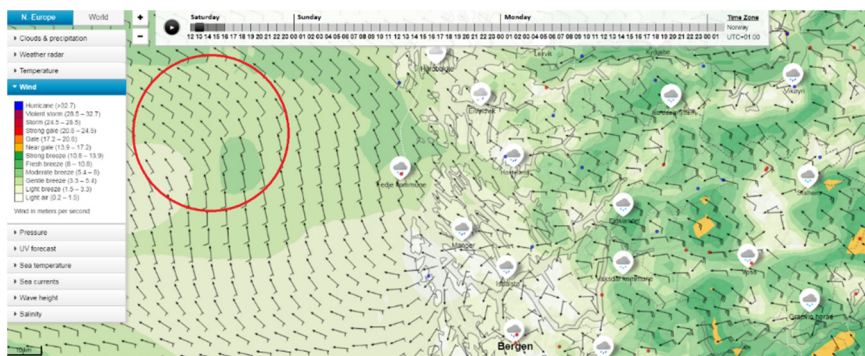 N. Europe
World
Clouds & precipitation
Weather radar
Temperature
Wind
Hurricane (>32.7)
Violent storm (28.5 – 32.7)
Storm (24.5 – 28.5)
Strong gale (20.8 – 24.5)
Gale (17.2 – 20.8)
Near gale (13.9 – 17.2)
Strong breeze (10.8 – 13.9)
Fresh breeze (8 – 10.8)
Moderate breeze (5.4 – 8)
Gentle breeze (3.3 – 5.4)
Light breeze (1.5 – 3.3)
Light air (0.2 – 1.5)
Wind in meters per second
Pressure
UV forecast
Sea temperature
Sea currents
Wave height
Salinity
+
−
Saturday
Sunday
Monday
12 13 14 15 16 17 18 19 20 21 22 23 00 01 02 03 04 05 06 07 08 09 10 11 12 13 14 15 16 17 18 19 20 21 22 23 00 01 02 03 04 05 06 07 08 09 10 11 12 13 14 15 16 17 18 19 20 21 22 23 00 01
Time Zone
Norway
UTC+01:00
Fedje kommune
Manger
Vaksdal kommune
Voss
Bergen